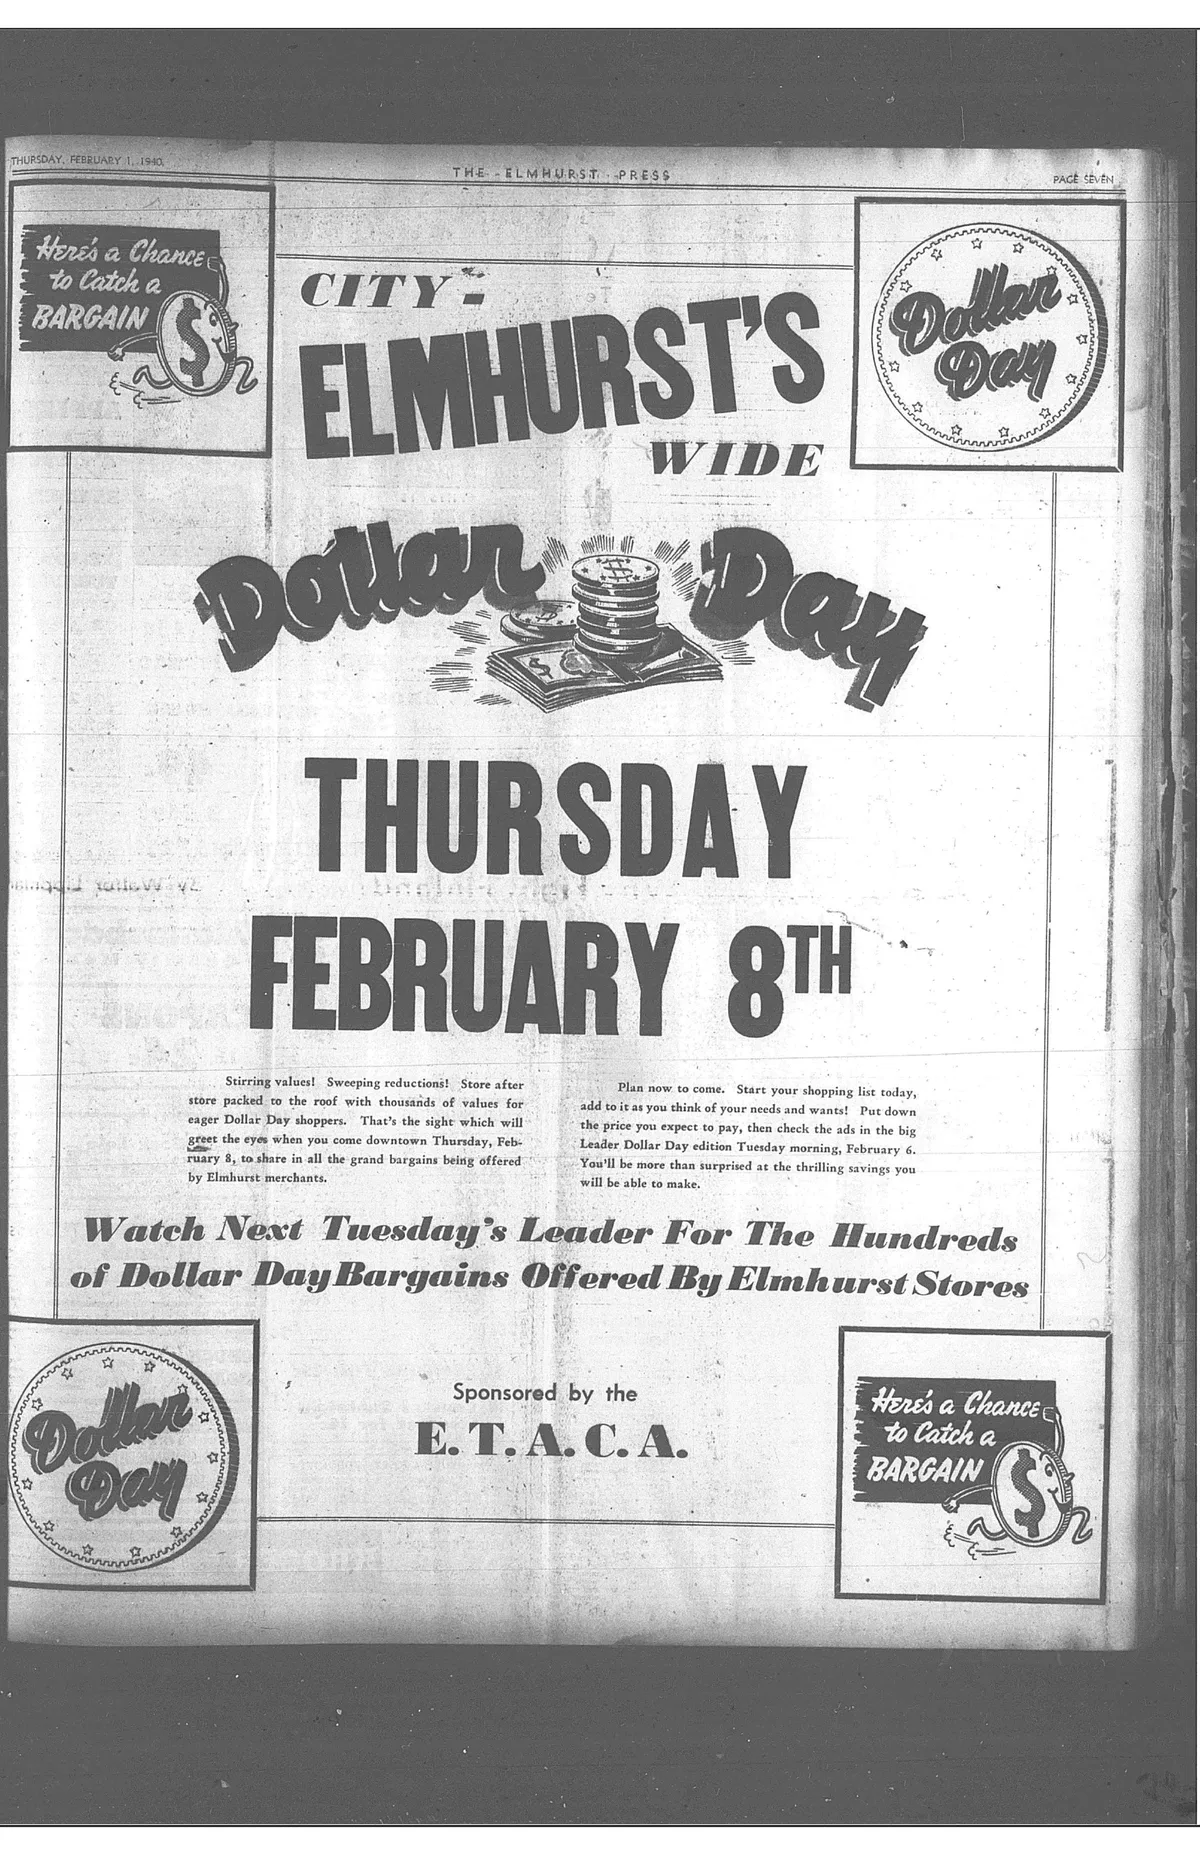 THURSDAY, FEBRUARY 1, 1940.
THE ELMHURST PRESS
PAGE SEVEN
Here's a Chance
to Catch a
BARGAIN
$
Dollar
Day
CITY-
ELMHURST'S
WIDE
Dollar Day
$
$
THURSDAY
FEBRUARY 8TH
Stirring values! Sweeping reductions! Store after
store packed to the roof with thousands of values for
eager Dollar Day shoppers. That's the sight which will
greet the eyes when you come downtown Thursday, Feb-
ruary 8, to share in all the grand bargains being offered
by Elmhurst merchants.
Plan now to come. Start your shopping list today,
add to it as you think of your needs and wants! Put down
the price you expect to pay, then check the ads in the big
Leader Dollar Day edition Tuesday morning, February 6.
You'll be more than surprised at the thrilling savings you
will be able to make.
Watch Next Tuesday's Leader For The Hundreds
of Dollar Day Bargains Offered By Elmhurst Stores
Dollar
Day
Sponsored by the
E. T. A. C. A.
Here's a Chance
to Catch a
BARGAIN
$